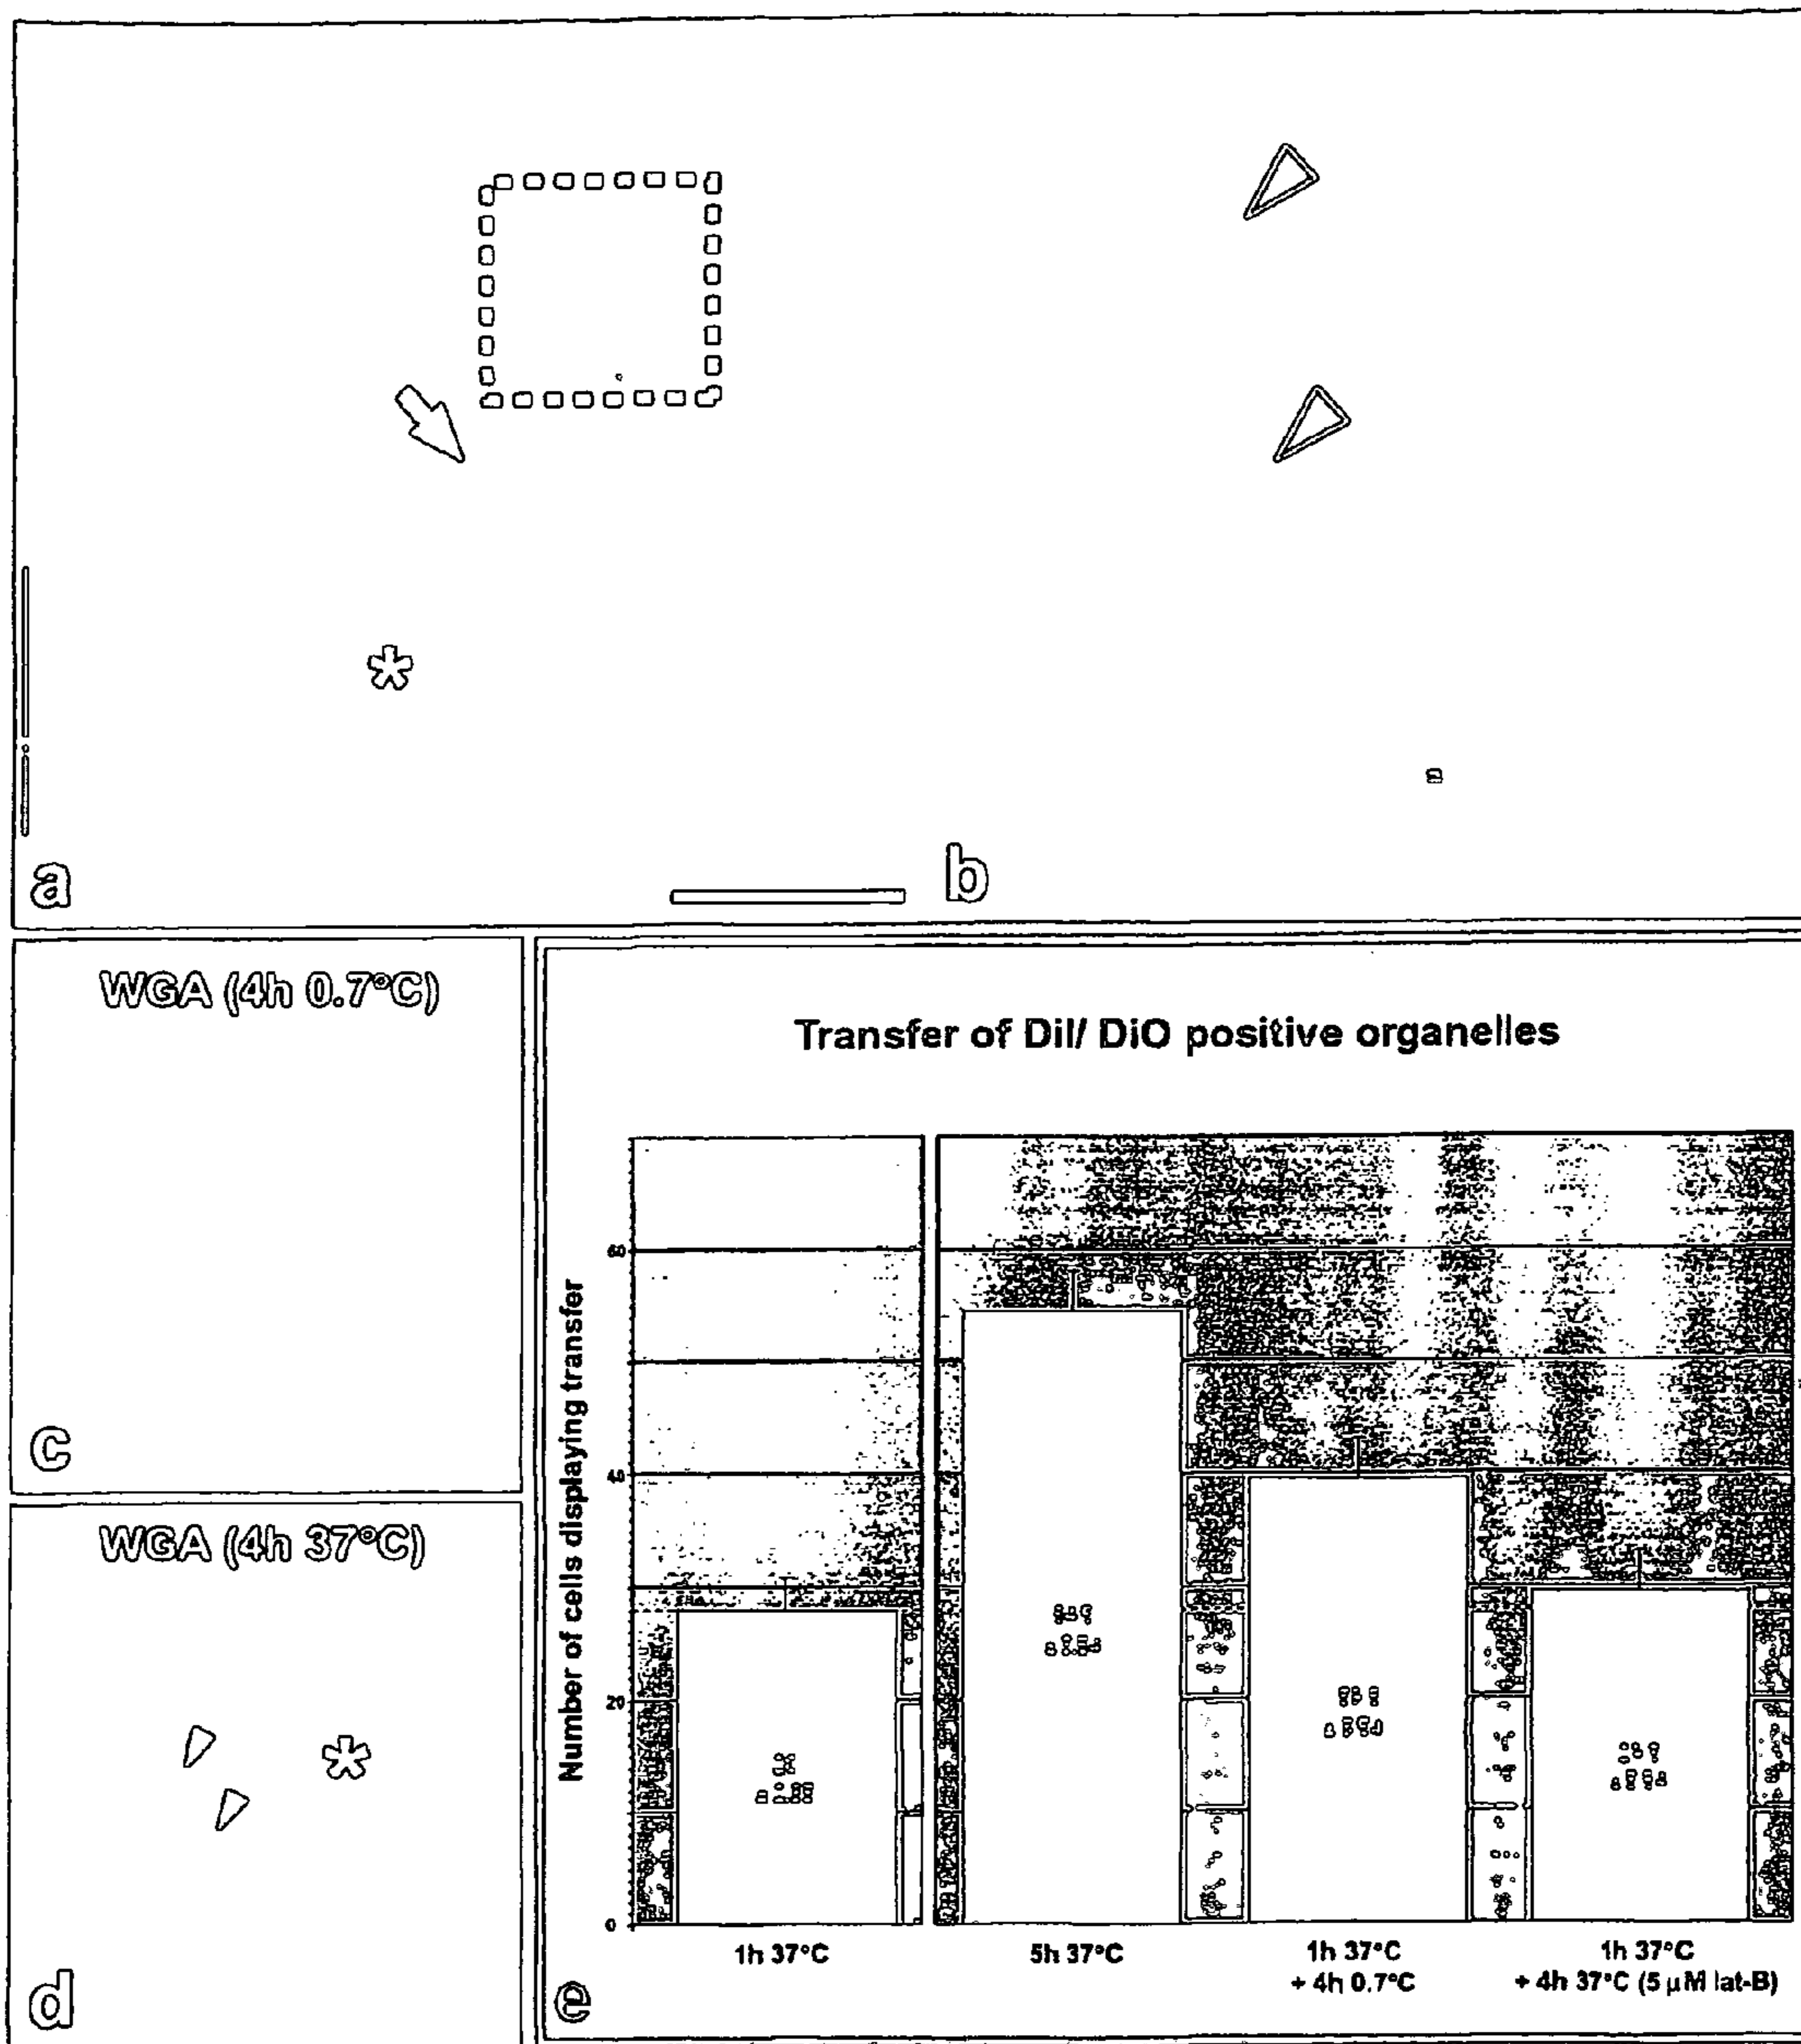 a
b
WGA (4h 0.7°C)
c
WGA (4h 37°C)
d
Transfer of DiI/ DiO positive organelles
Number of cells displaying transfer
60
40
20
0
1h 37°C
5h 37°C
1h 37°C
+ 4h 0.7°C
1h 37°C
+ 4h 37°C (5 µM lat-B)
e